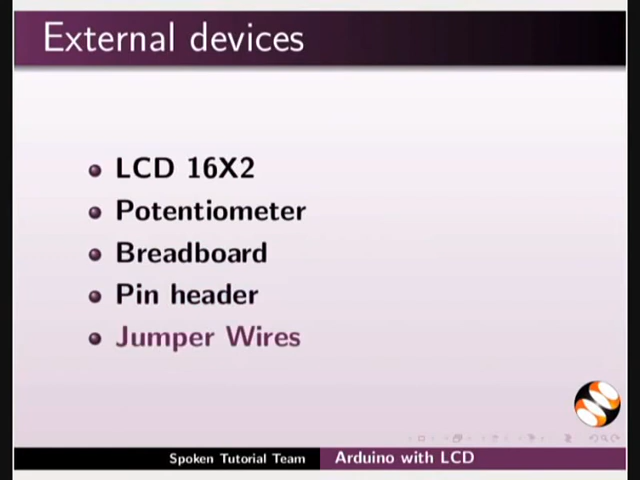 External devices
LCD 16X2
Potentiometer
Breadboard
Pin header
Jumper Wires
Spoken Tutorial Team
Arduino with LCD